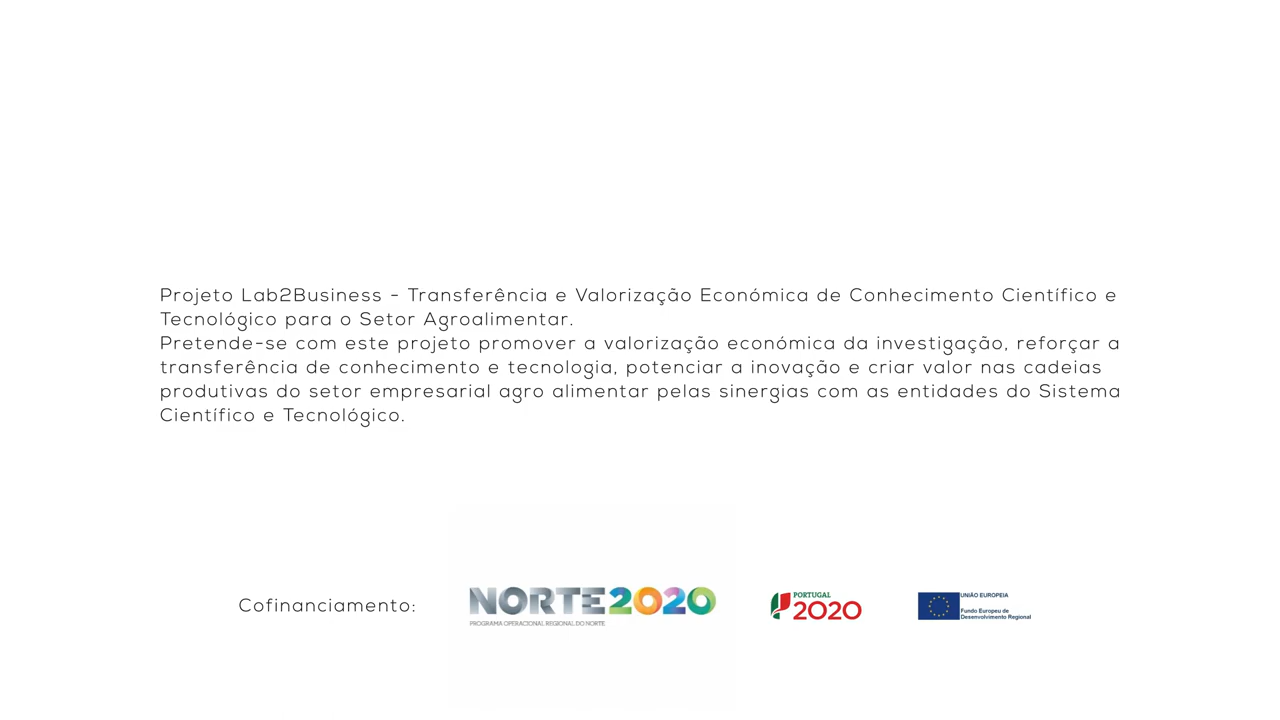 Projeto Lab2Business - Transferência e Valorização Económica de Conhecimento Científico e
Tecnológico para o Setor Agroalimentar.
Pretende-se com este projeto promover a valorização económica da investigação, reforçar a
transferência de conhecimento e tecnologia, potenciar a inovação e criar valor nas cadeias
produtivas do setor empresarial agro alimentar pelas sinergias com as entidades do Sistema
Científico e Tecnológico.
Cofinanciamento:
NORTE2020
PROGRAMA OPERACIONAL REGIONAL DO NORTE
PORTUGAL
2020
UNIÃO EUROPEIA
Fundo Europeu de
Desenvolvimento Regional